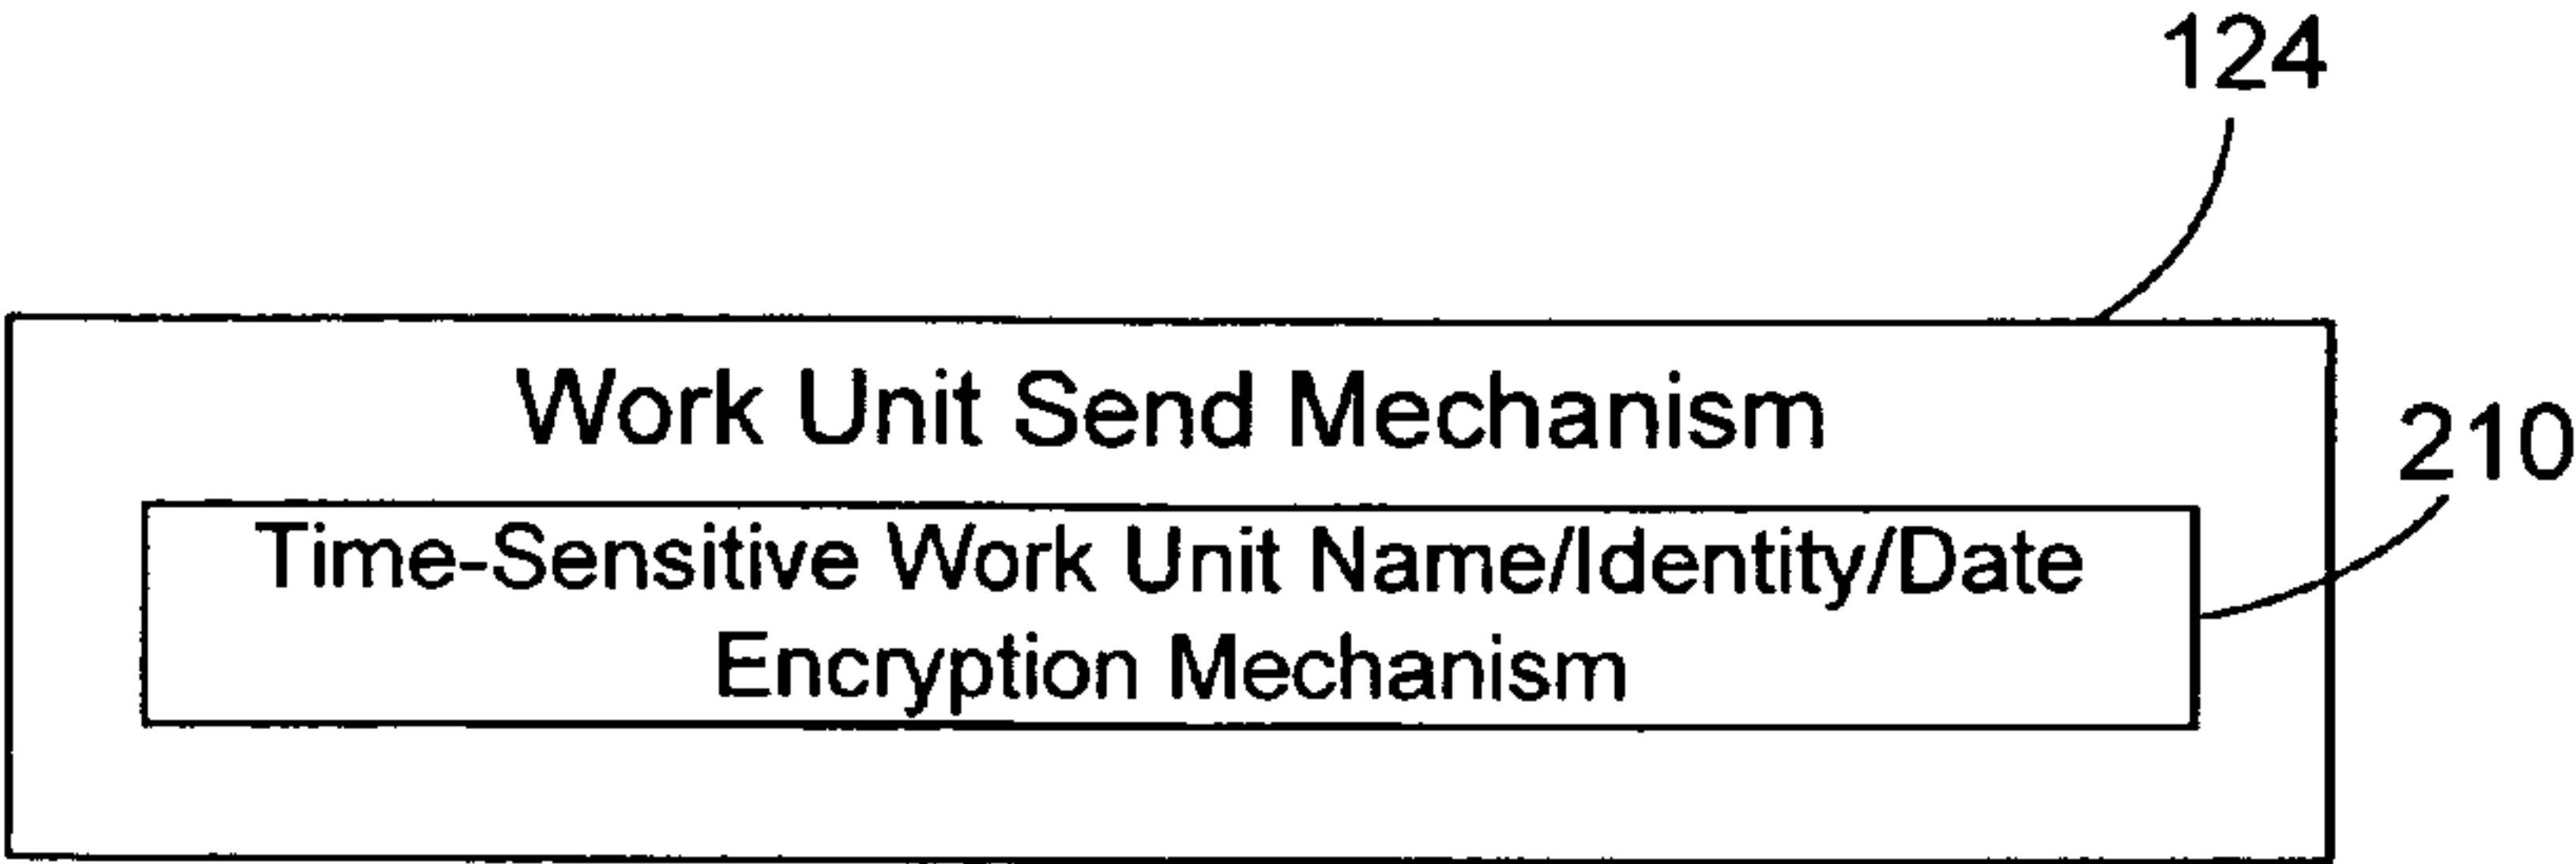 124
Work Unit Send Mechanism
210
Time-Sensitive Work Unit Name/Identity/Date
Encryption Mechanism